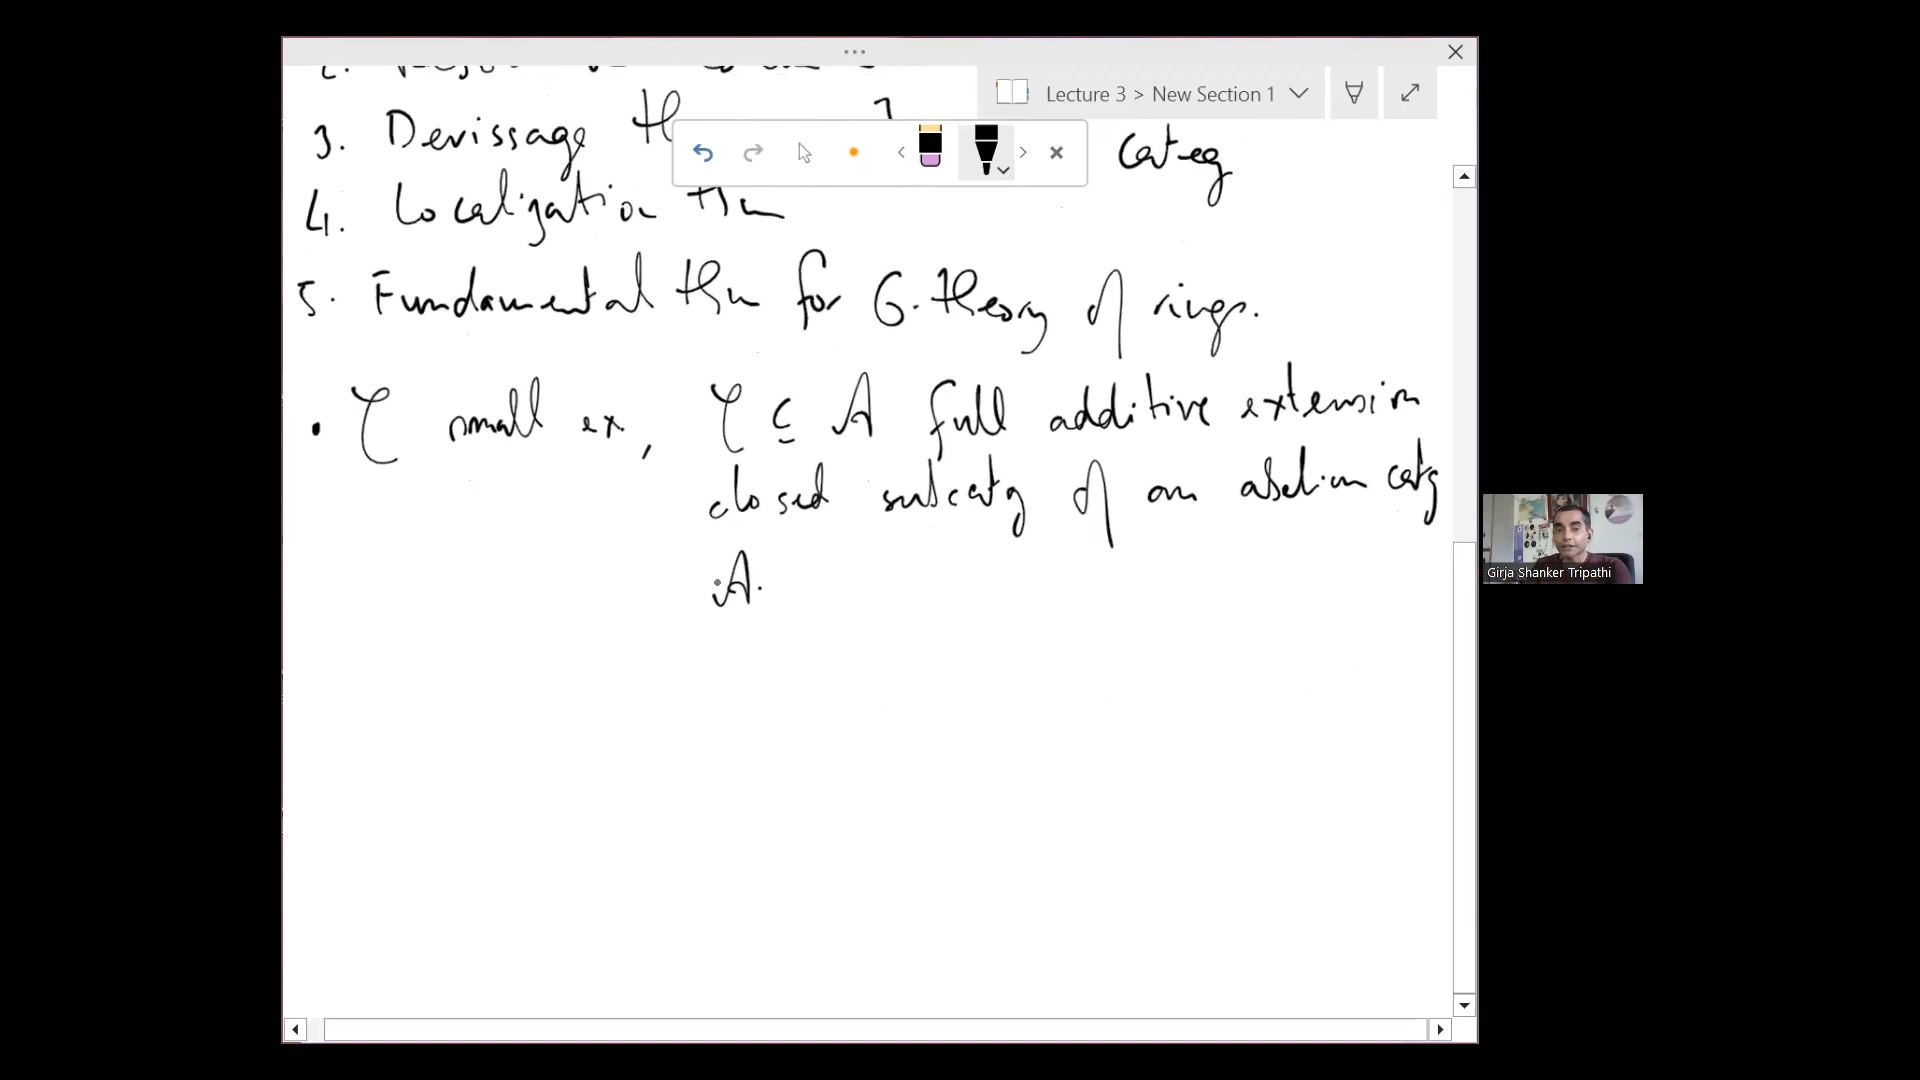 2.
Lecture 3 > New Section 1
3. Devissage categ
4. Localization thm
5. Fundamental thm for G-theory of rings.
• C small ex, C ⊆ A full additive extension
closed subcatg of an abelian catg
A.
Girja Shanker Tripathi